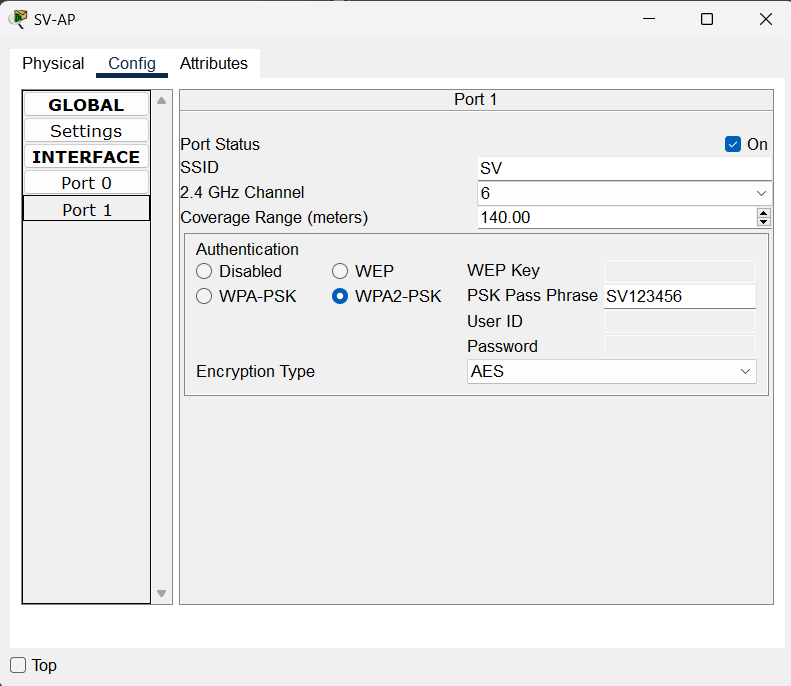 SV-AP
Physical Config Attributes
GLOBAL
Settings
INTERFACE
Port 0
Port 1
Port 1
Port Status On
SSID SV
2.4 GHz Channel 6
Coverage Range (meters) 140.00
Authentication
Disabled WEP WEP Key
WPA-PSK WPA2-PSK PSK Pass Phrase SV123456
User ID
Password
Encryption Type AES
Top